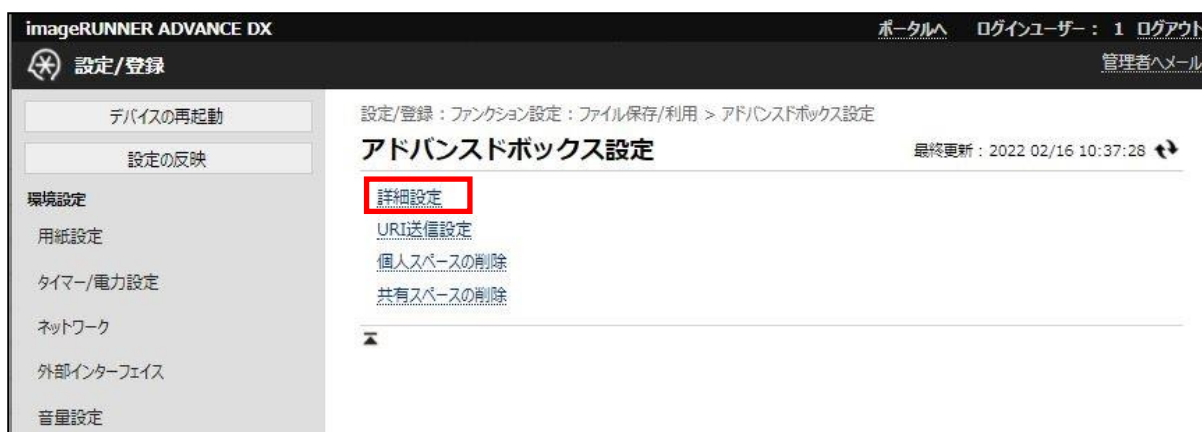 imageRUNNER ADVANCE DX
ポータルへ ログインユーザー： 1 ログアウト
設定/登録
管理者へメール
デバイスの再起動
設定の反映
環境設定
用紙設定
タイマー/電力設定
ネットワーク
外部インターフェイス
音量設定
設定/登録：ファンクション設定：ファイル保存/利用 > アドバンスドボックス設定
アドバンスドボックス設定
最終更新：2022 02/16 10:37:28
詳細設定
URI送信設定
個人スペースの削除
共有スペースの削除